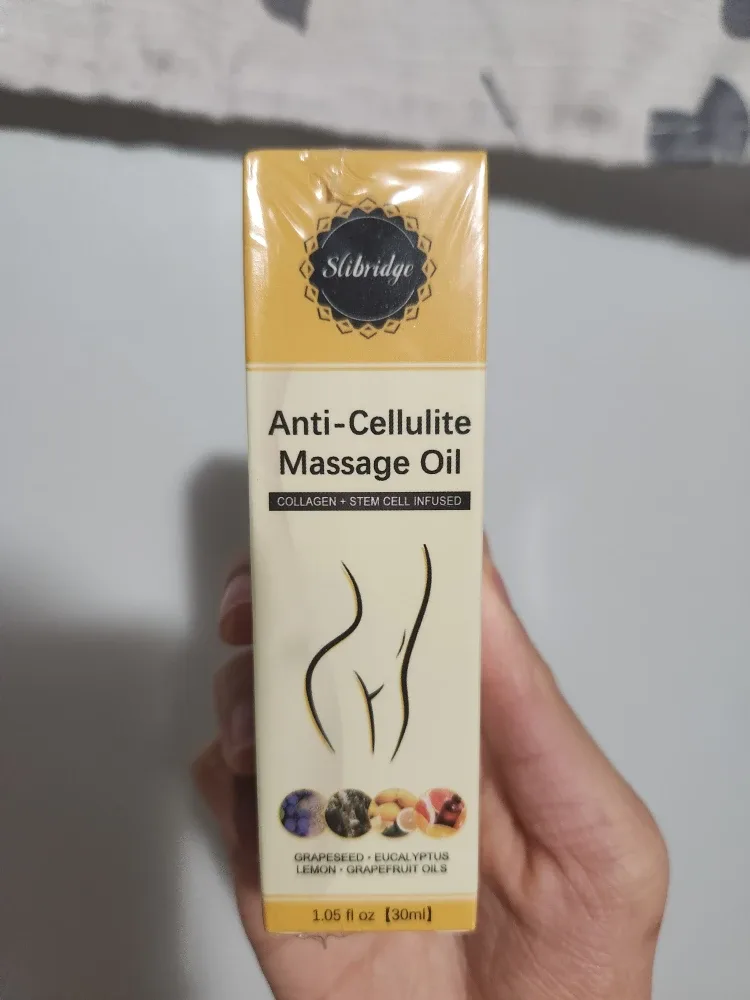 Slibridge
Anti-Cellulite
Massage Oil
COLLAGEN + STEM CELL INFUSED
GRAPESEED • EUCALYPTUS
LEMON • GRAPEFRUIT OILS
1.05 fl oz【30ml】